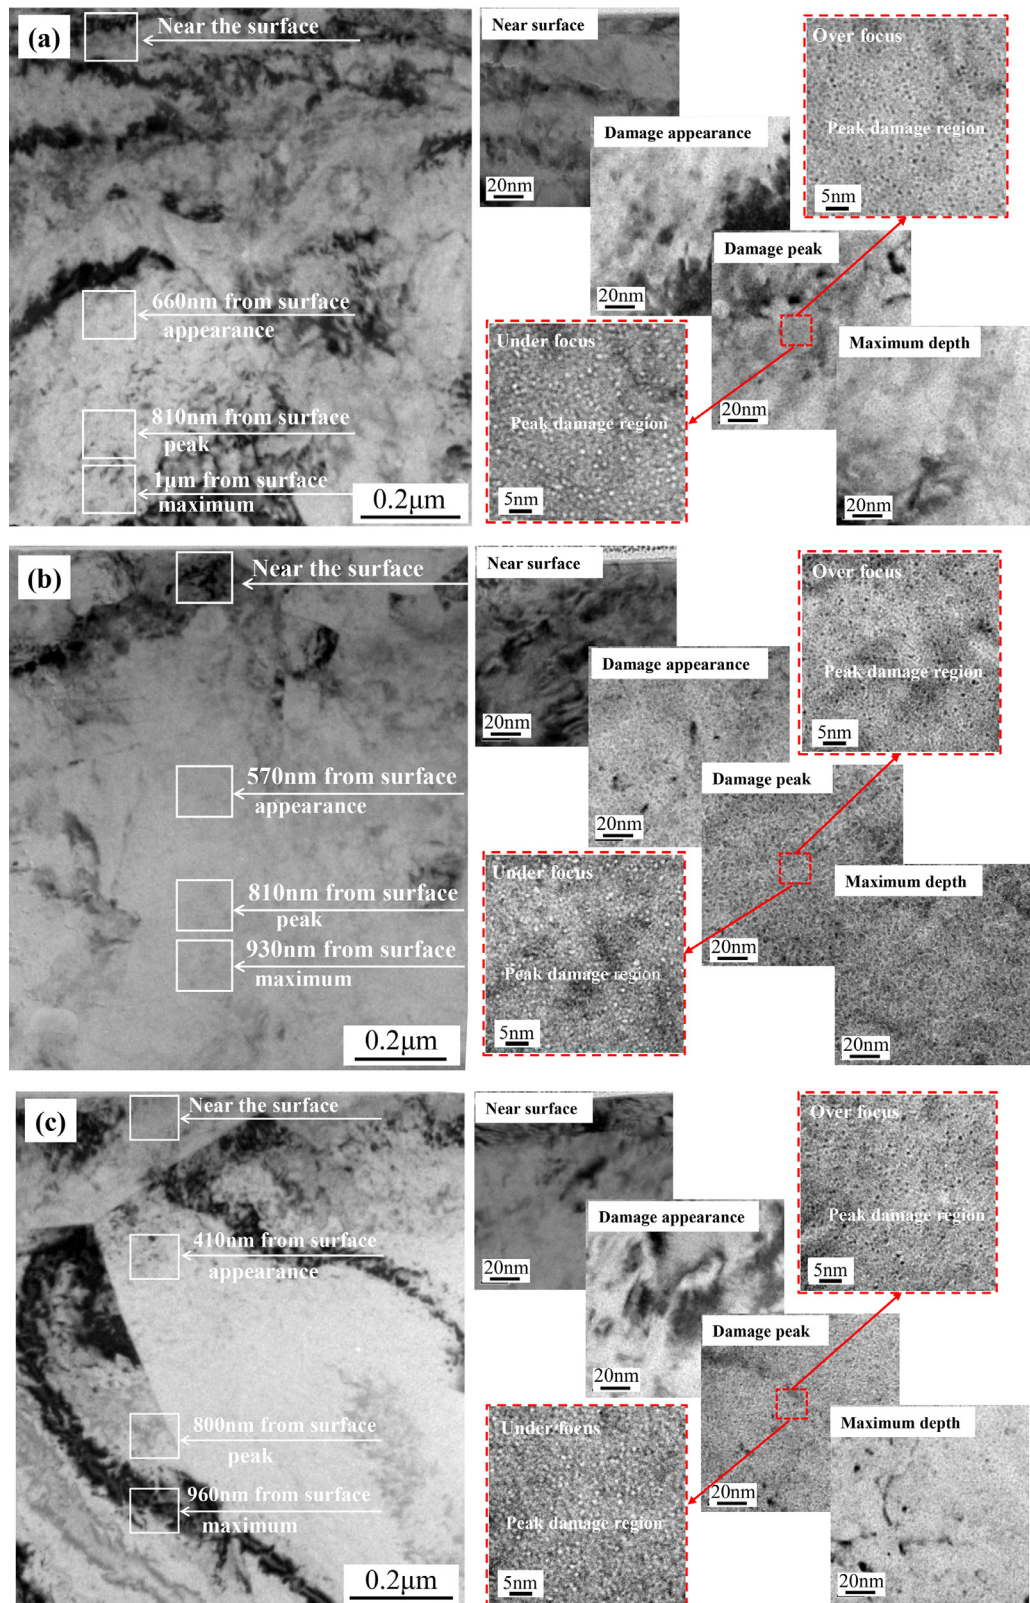 (a)
Near the surface
660nm from surface
appearance
810nm from surface
peak
1μm from surface
maximum
0.2μm
Near surface
20nm
Damage appearance
20nm
Damage peak
20nm
Maximum depth
20nm
Over focus
Peak damage region
5nm
Under focus
Peak damage region
5nm
(b)
Near the surface
570nm from surface
appearance
810nm from surface
peak
930nm from surface
maximum
0.2μm
Near surface
20nm
Damage appearance
20nm
Damage peak
20nm
Maximum depth
20nm
Over focus
Peak damage region
5nm
Under focus
Peak damage region
5nm
(c)
Near the surface
410nm from surface
appearance
800nm from surface
peak
960nm from surface
maximum
0.2μm
Near surface
20nm
Damage appearance
20nm
Damage peak
20nm
Maximum depth
20nm
Over focus
Peak damage region
5nm
Under focus
Peak damage region
5nm